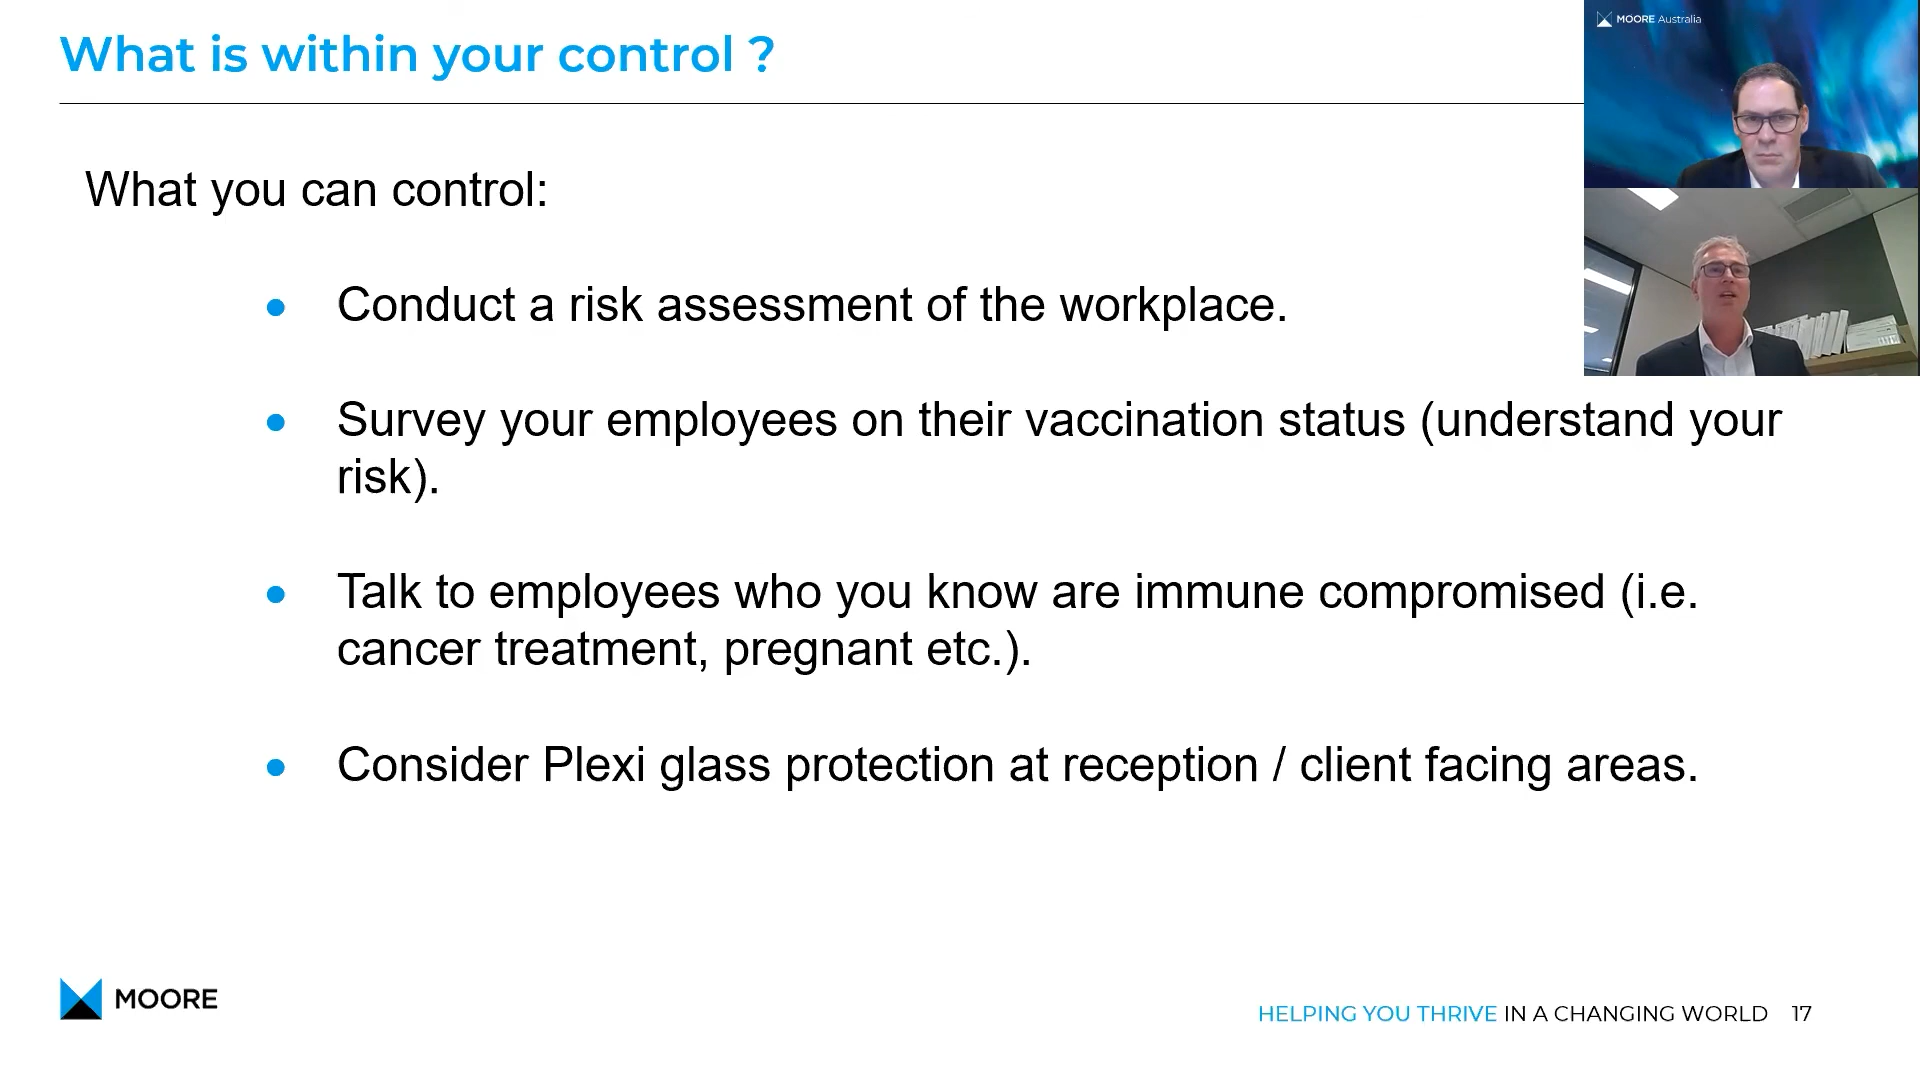 What is within your control ?
MOORE Australia
What you can control:
• Conduct a risk assessment of the workplace.
• Survey your employees on their vaccination status (understand your
risk).
• Talk to employees who you know are immune compromised (i.e.
cancer treatment, pregnant etc.).
• Consider Plexi glass protection at reception / client facing areas.
MOORE
HELPING YOU THRIVE IN A CHANGING WORLD 17